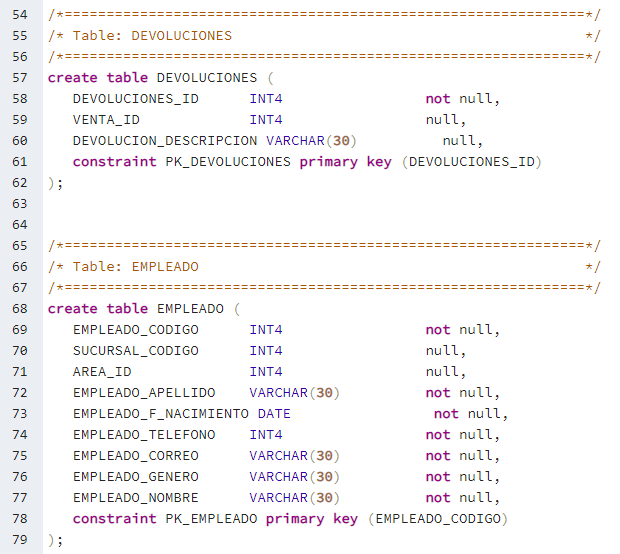 54 /*==============================================================*/
55 /* Table: DEVOLUCIONES                                          */
56 /*==============================================================*/
57 create table DEVOLUCIONES (
58    DEVOLUCIONES_ID      INT4                 not null,
59    VENTA_ID             INT4                 null,
60    DEVOLUCION_DESCRIPCION VARCHAR(30)          null,
61    constraint PK_DEVOLUCIONES primary key (DEVOLUCIONES_ID)
62 );
63
64
65 /*==============================================================*/
66 /* Table: EMPLEADO                                              */
67 /*==============================================================*/
68 create table EMPLEADO (
69    EMPLEADO_CODIGO      INT4                 not null,
70    SUCURSAL_CODIGO      INT4                 null,
71    AREA_ID              INT4                 null,
72    EMPLEADO_APELLIDO    VARCHAR(30)          not null,
73    EMPLEADO_F_NACIMIENTO DATE                 not null,
74    EMPLEADO_TELEFONO    INT4                 not null,
75    EMPLEADO_CORREO      VARCHAR(30)          not null,
76    EMPLEADO_GENERO      VARCHAR(30)          not null,
77    EMPLEADO_NOMBRE      VARCHAR(30)          not null,
78    constraint PK_EMPLEADO primary key (EMPLEADO_CODIGO)
79 );